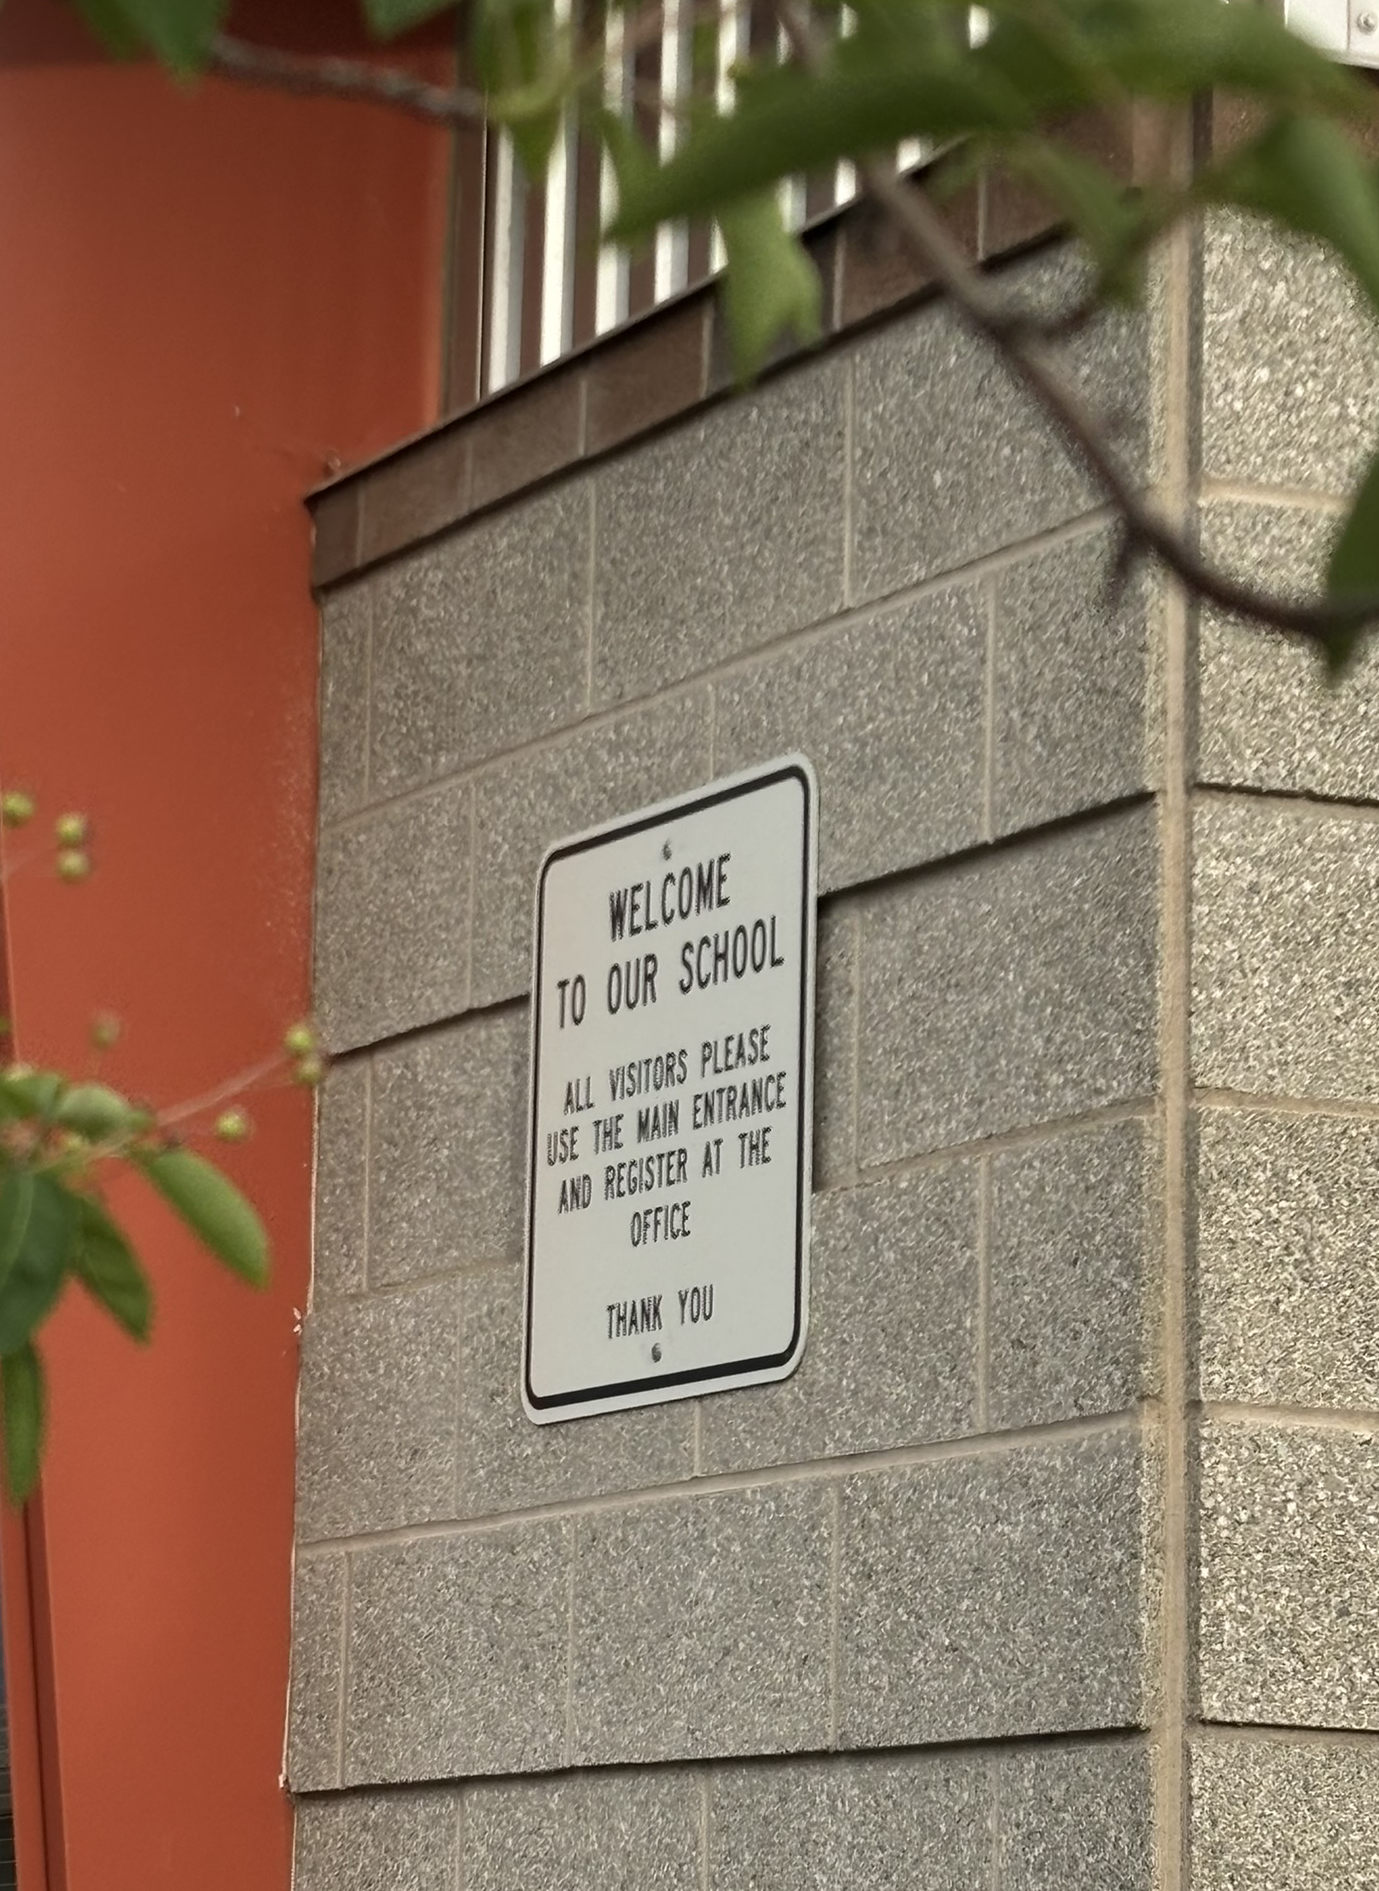 WELCOME
TO OUR SCHOOL
ALL VISITORS PLEASE
USE THE MAIN ENTRANCE
AND REGISTER AT THE
OFFICE
THANK YOU